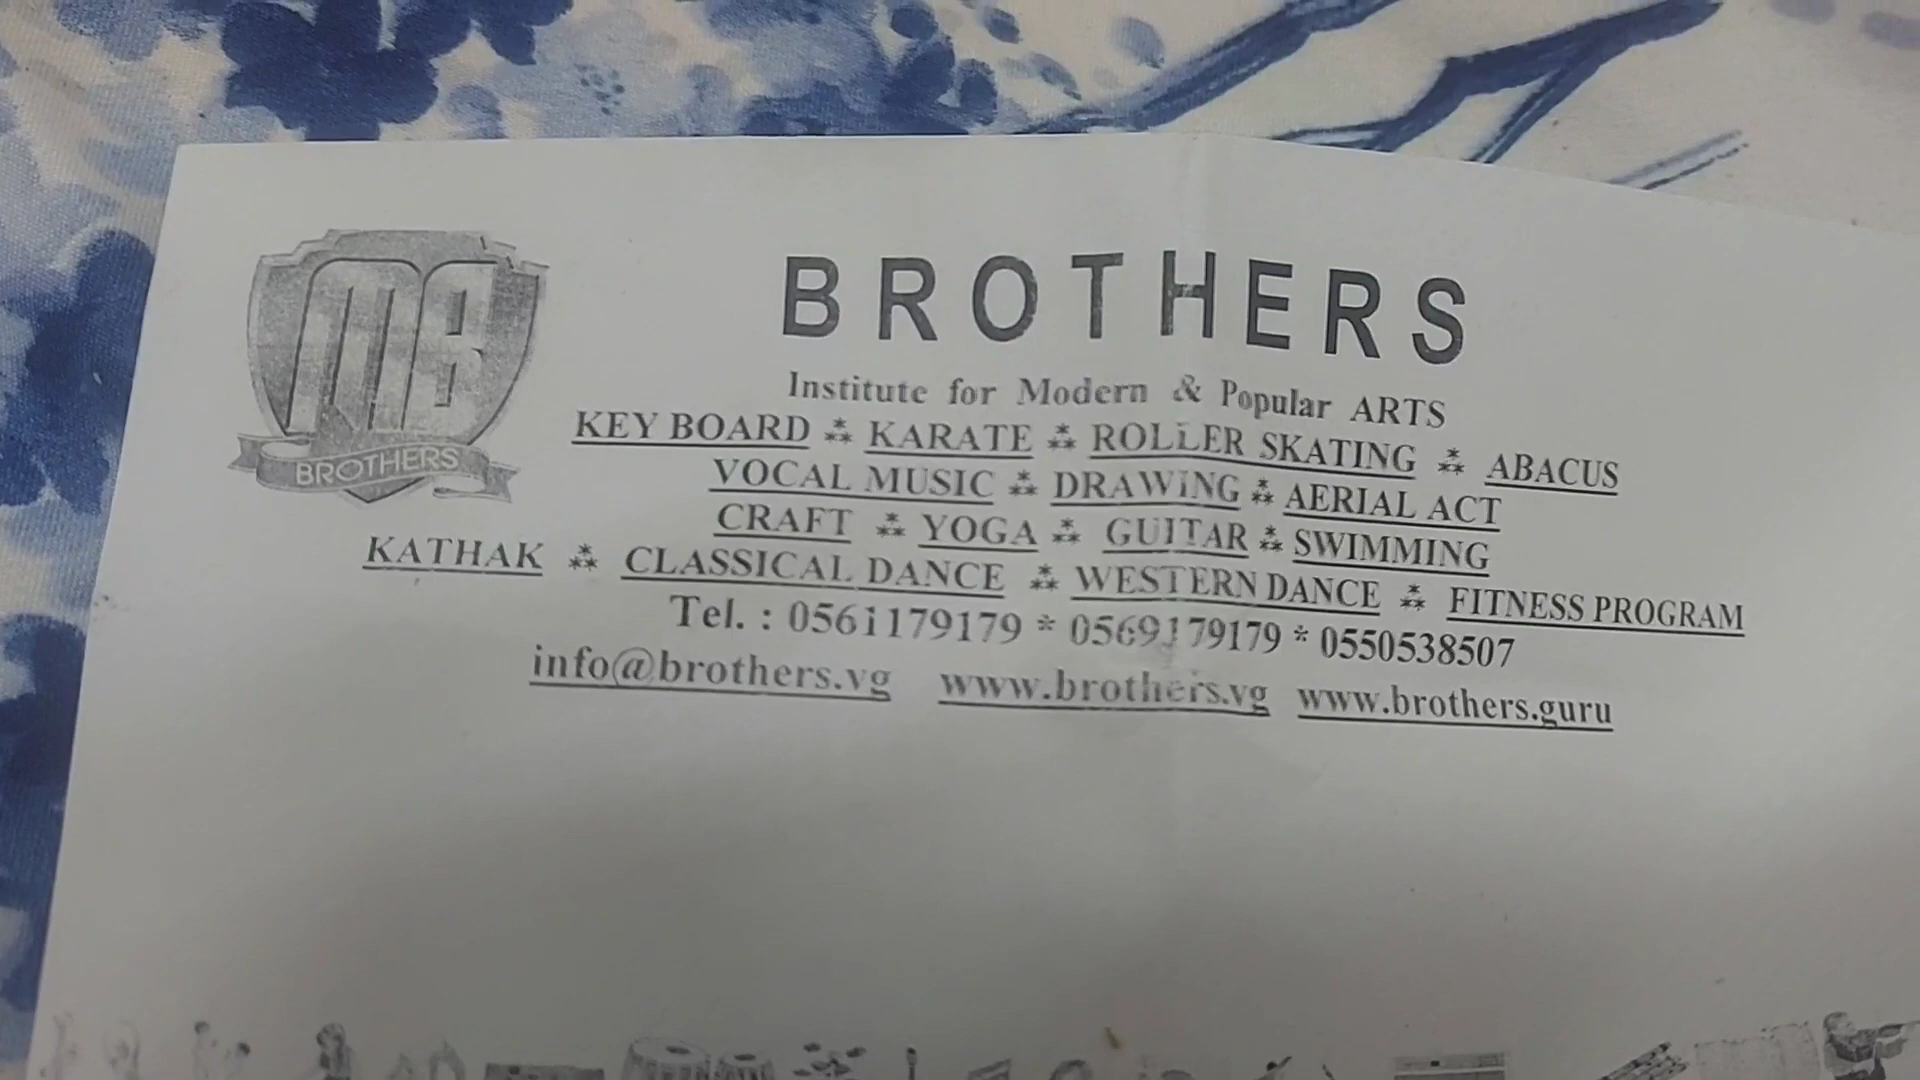 MB
BROTHERS
BROTHERS
Institute for Modern & Popular ARTS
KEY BOARD ⁂ KARATE ⁂ ROLLER SKATING ⁂ ABACUS
VOCAL MUSIC ⁂ DRAWiNG ⁂ AERIAL ACT
CRAFT ⁂ YOGA ⁂ GUITAR ⁂ SWIMMING
KATHAK ⁂ CLASSICAL DANCE ⁂ WESTERN DANCE ⁂ FITNESS PROGRAM
Tel. : 0561179179 * 0569179179 * 0550538507
info@brothers.vg www.brothers.vg www.brothers.guru